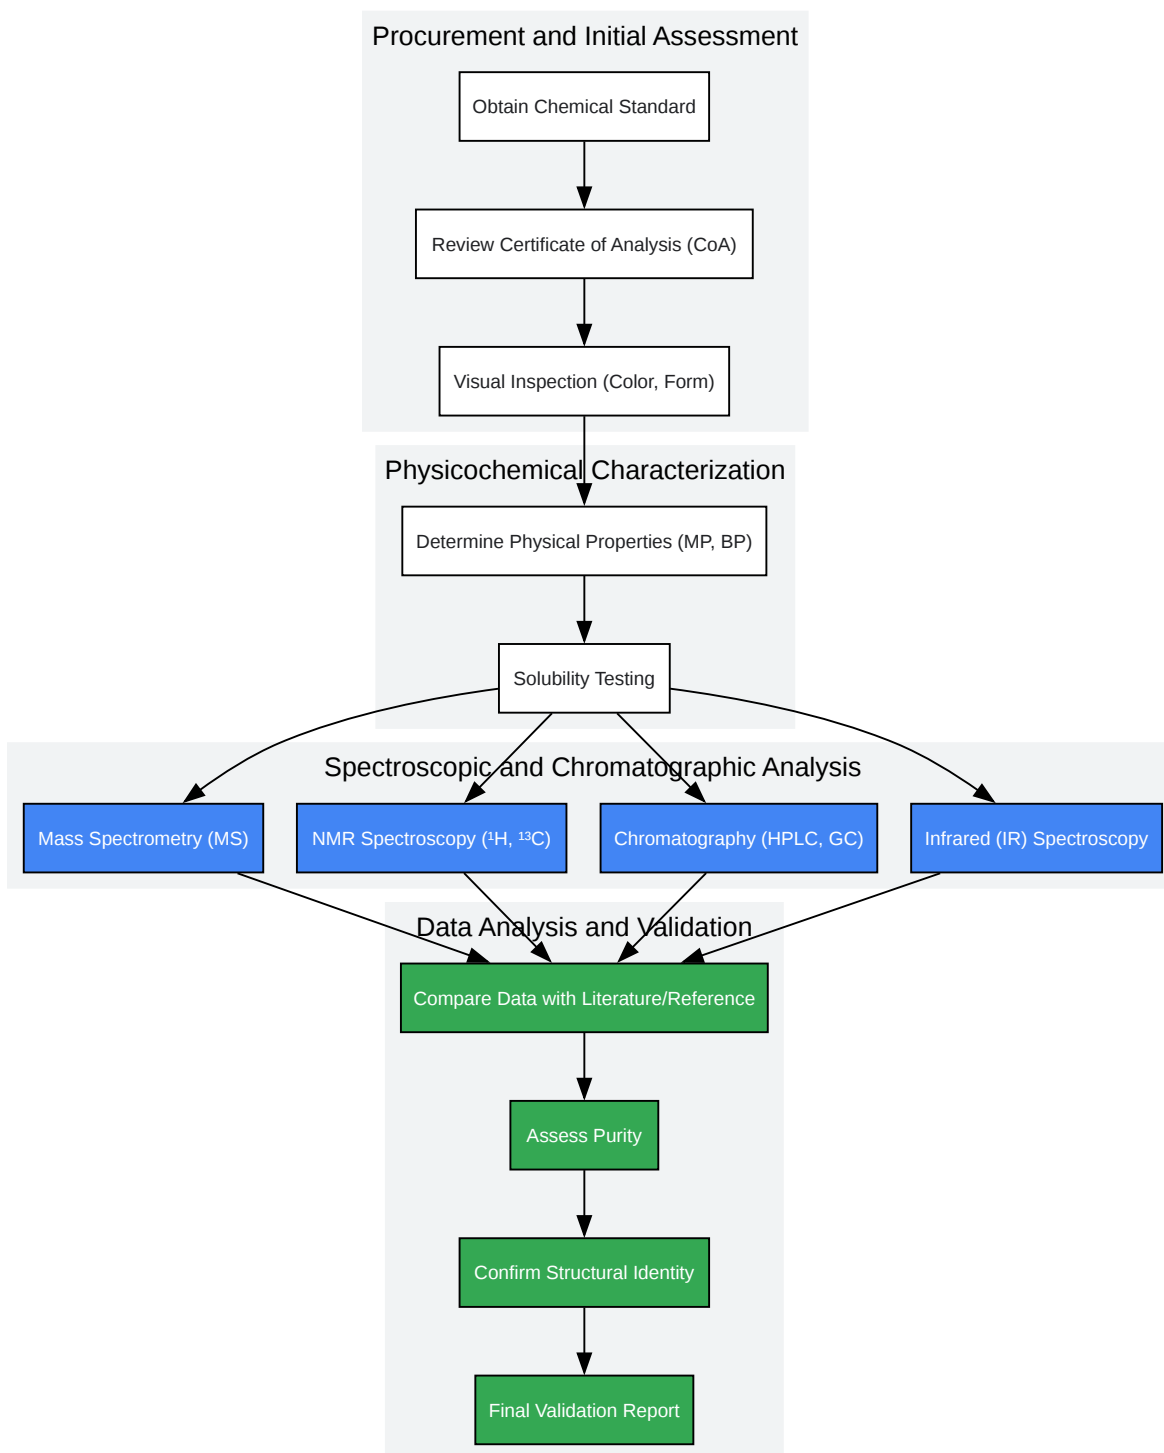 Procurement and Initial Assessment
Obtain Chemical Standard
Review Certificate of Analysis (CoA)
Visual Inspection (Color, Form)
Physicochemical Characterization
Determine Physical Properties (MP, BP)
Solubility Testing
Spectroscopic and Chromatographic Analysis
Mass Spectrometry (MS)
NMR Spectroscopy (¹H, ¹³C)
Chromatography (HPLC, GC)
Infrared (IR) Spectroscopy
Data Analysis and Validation
Compare Data with Literature/Reference
Assess Purity
Confirm Structural Identity
Final Validation Report